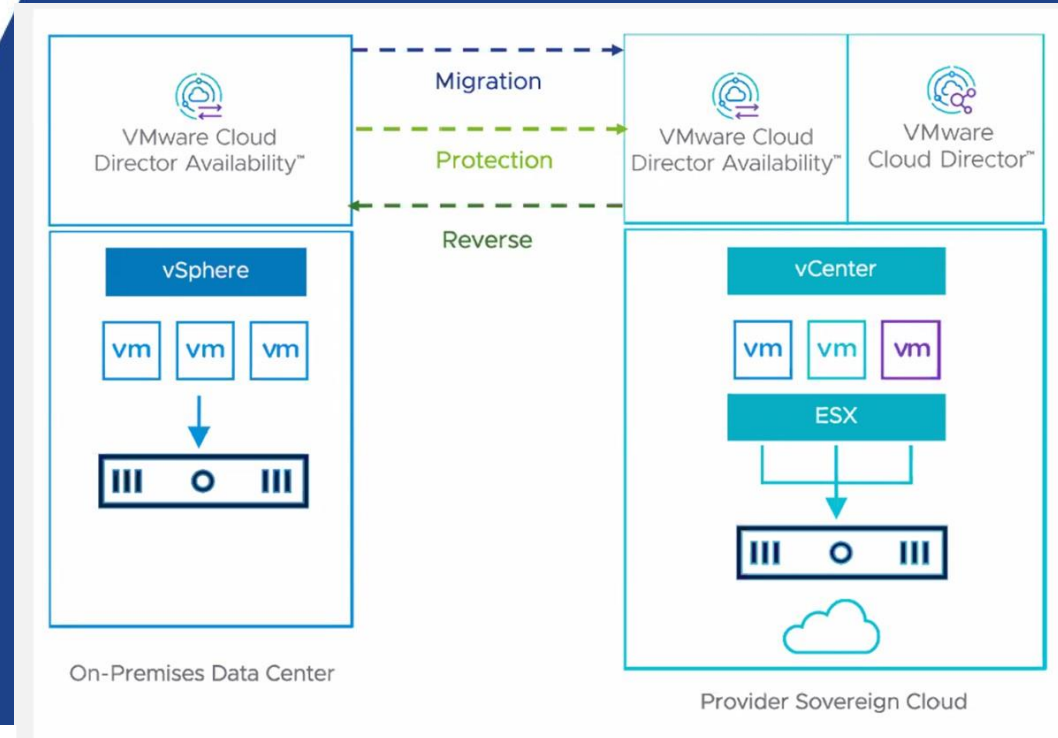 VMware Cloud
Director Availability™
Migration
Protection
Reverse
VMware Cloud
Director Availability™
VMware
Cloud Director™
vSphere
vm
vm
vm
On-Premises Data Center
vCenter
vm
vm
vm
ESX
Provider Sovereign Cloud